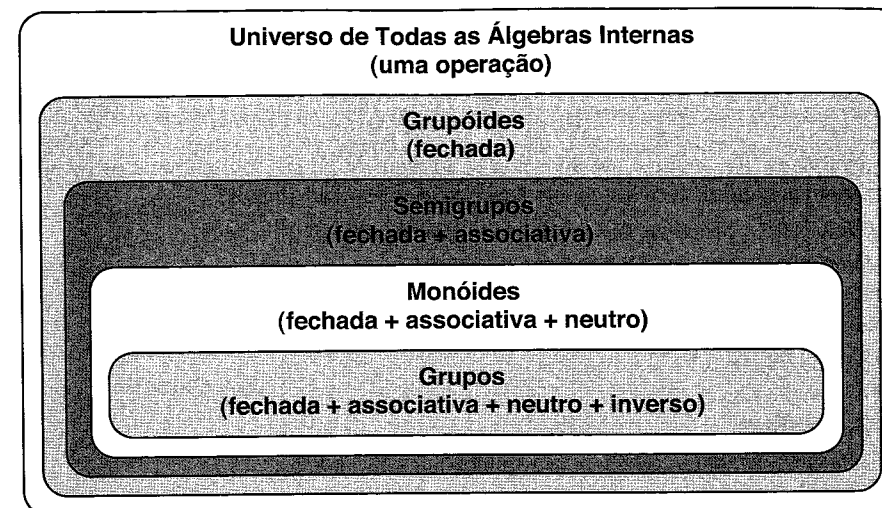 Universo de Todas as Álgebras Internas
(uma operação)
Grupóides
(fechada)
Semigrupos
(fechada + associativa)
Monóides
(fechada + associativa + neutro)
Grupos
(fechada + associativa + neutro + inverso)